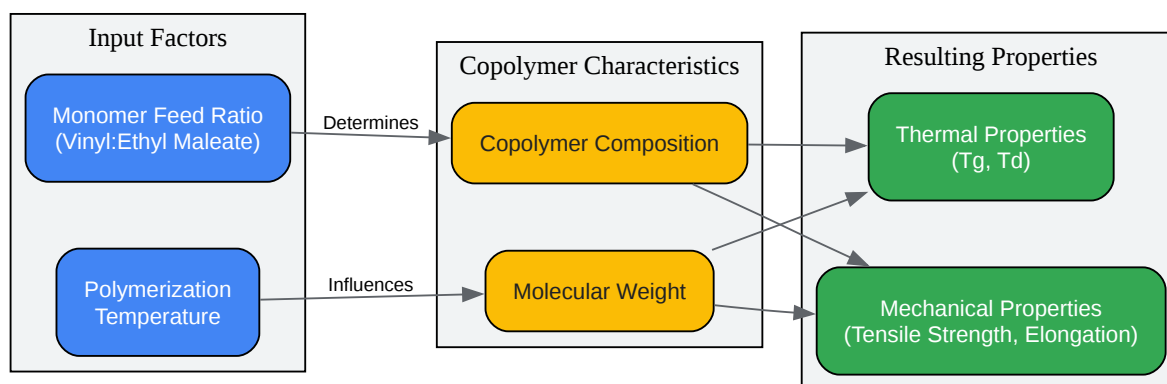 Input Factors
Monomer Feed Ratio
(Vinyl:Ethyl Maleate)
Polymerization
Temperature
Determines
Influences
Copolymer Characteristics
Copolymer Composition
Molecular Weight
Resulting Properties
Thermal Properties
(Tg, Td)
Mechanical Properties
(Tensile Strength, Elongation)